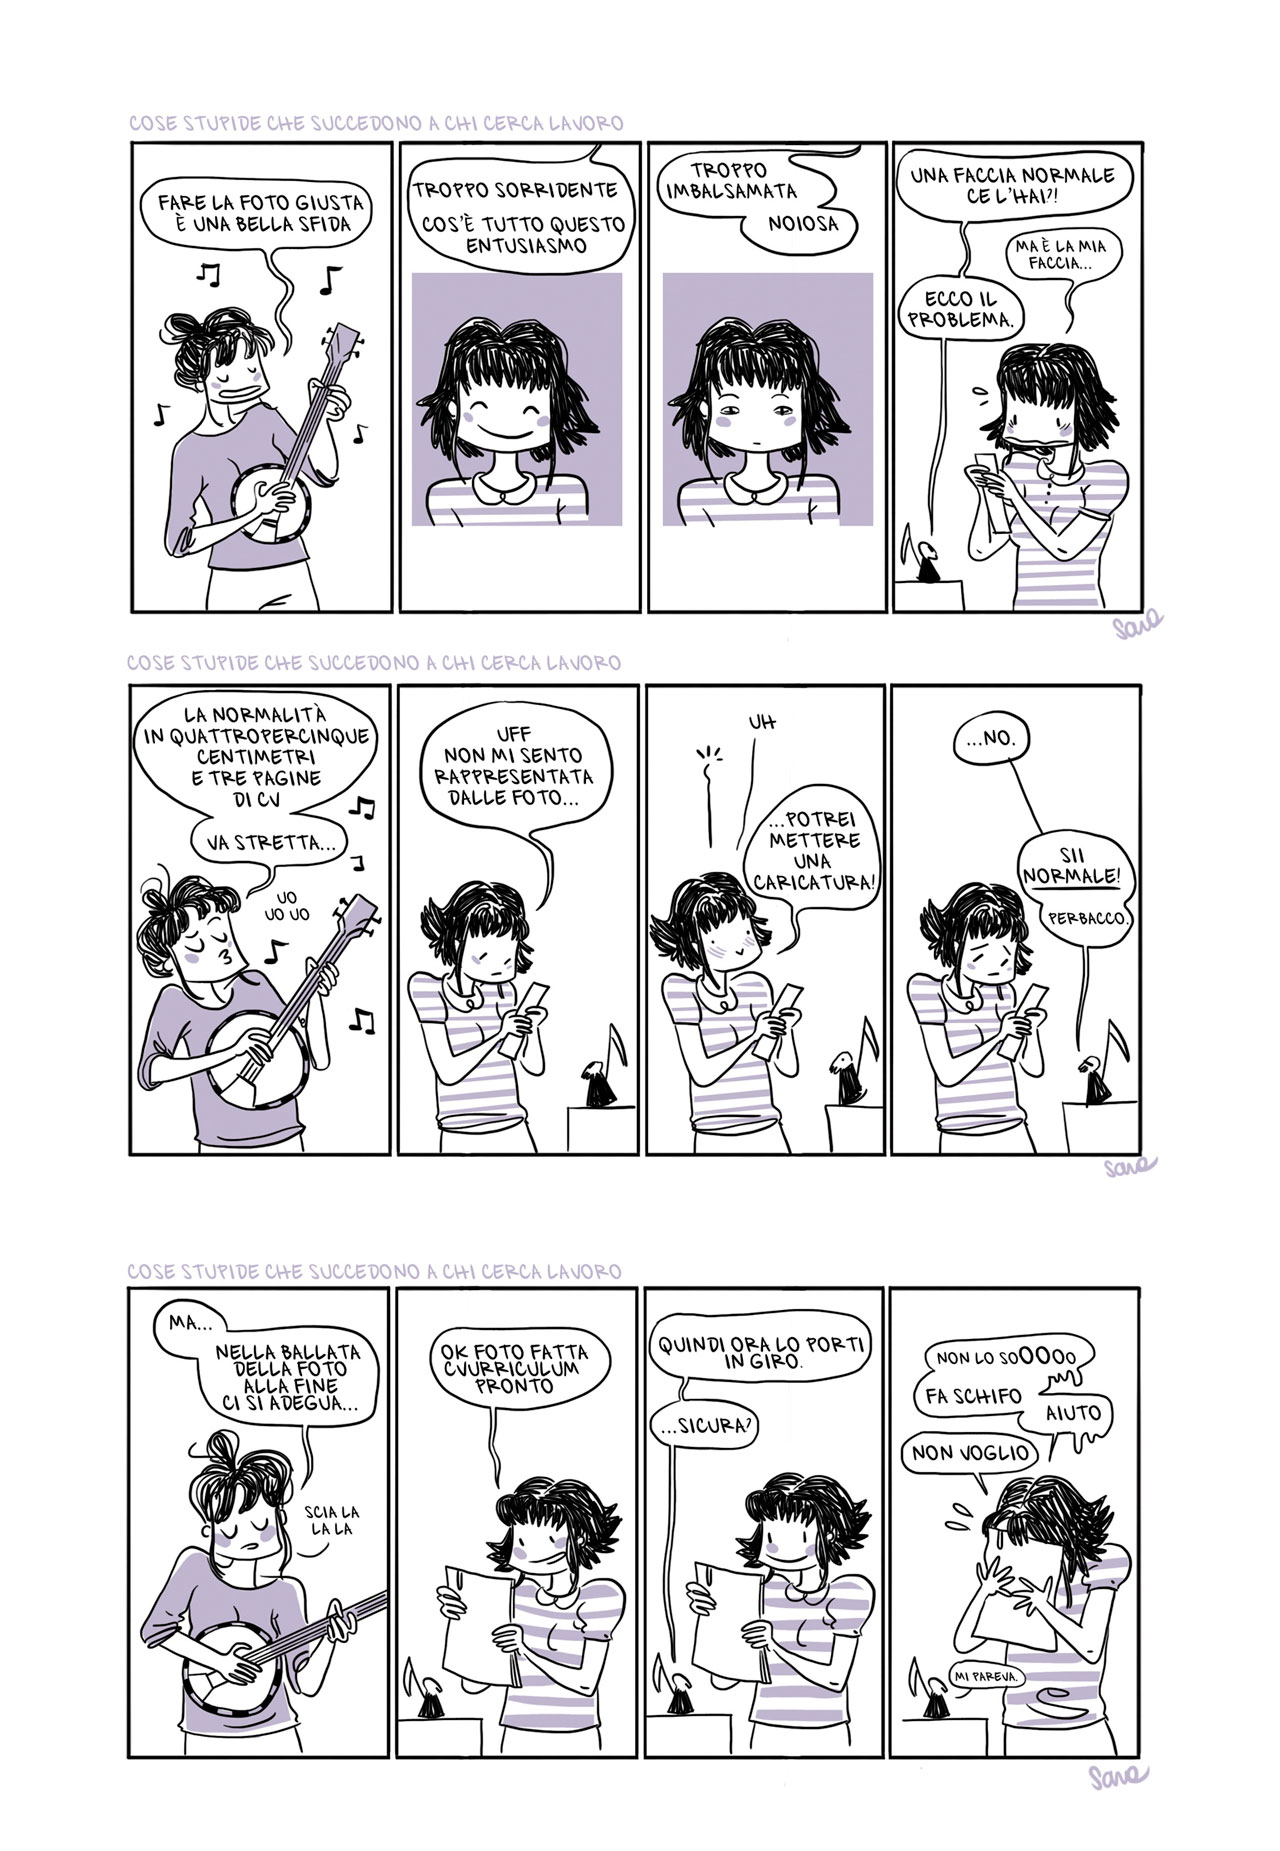 COSE STUPIDE CHE SUCCEDONO A CHI CERCA LAVORO
FARE LA FOTO GIUSTA
È UNA BELLA SFIDA
TROPPO SORRIDENTE
COS'È TUTTO QUESTO
ENTUSIASMO
TROPPO
IMBALSAMATA
NOIOSA
UNA FACCIA NORMALE
CE L'HAI?!
MA È LA MIA
FACCIA...
ECCO IL
PROBLEMA.
Sara
COSE STUPIDE CHE SUCCEDONO A CHI CERCA LAVORO
LA NORMALITÀ
IN QUATTROPERCINQUE
CENTIMETRI
E TRE PAGINE
DI CV
VA STRETTA...
UO
UO UO
UFF
NON MI SENTO
RAPPRESENTATA
DALLE FOTO...
UH
...POTREI
METTERE
UNA
CARICATURA!
...NO.
SII
NORMALE!
PERBACCO.
Sara
COSE STUPIDE CHE SUCCEDONO A CHI CERCA LAVORO
MA...
NELLA BALLATA
DELLA FOTO
ALLA FINE
CI SI ADEGUA...
SCIA LA
LA LA
OK FOTO FATTA
CVURRICULUM
PRONTO
QUINDI ORA LO PORTI
IN GIRO.
...SICURA?
NON LO SOOOOO
FA SCHIFO
AIUTO
NON VOGLIO
MI PAREVA.
Sara